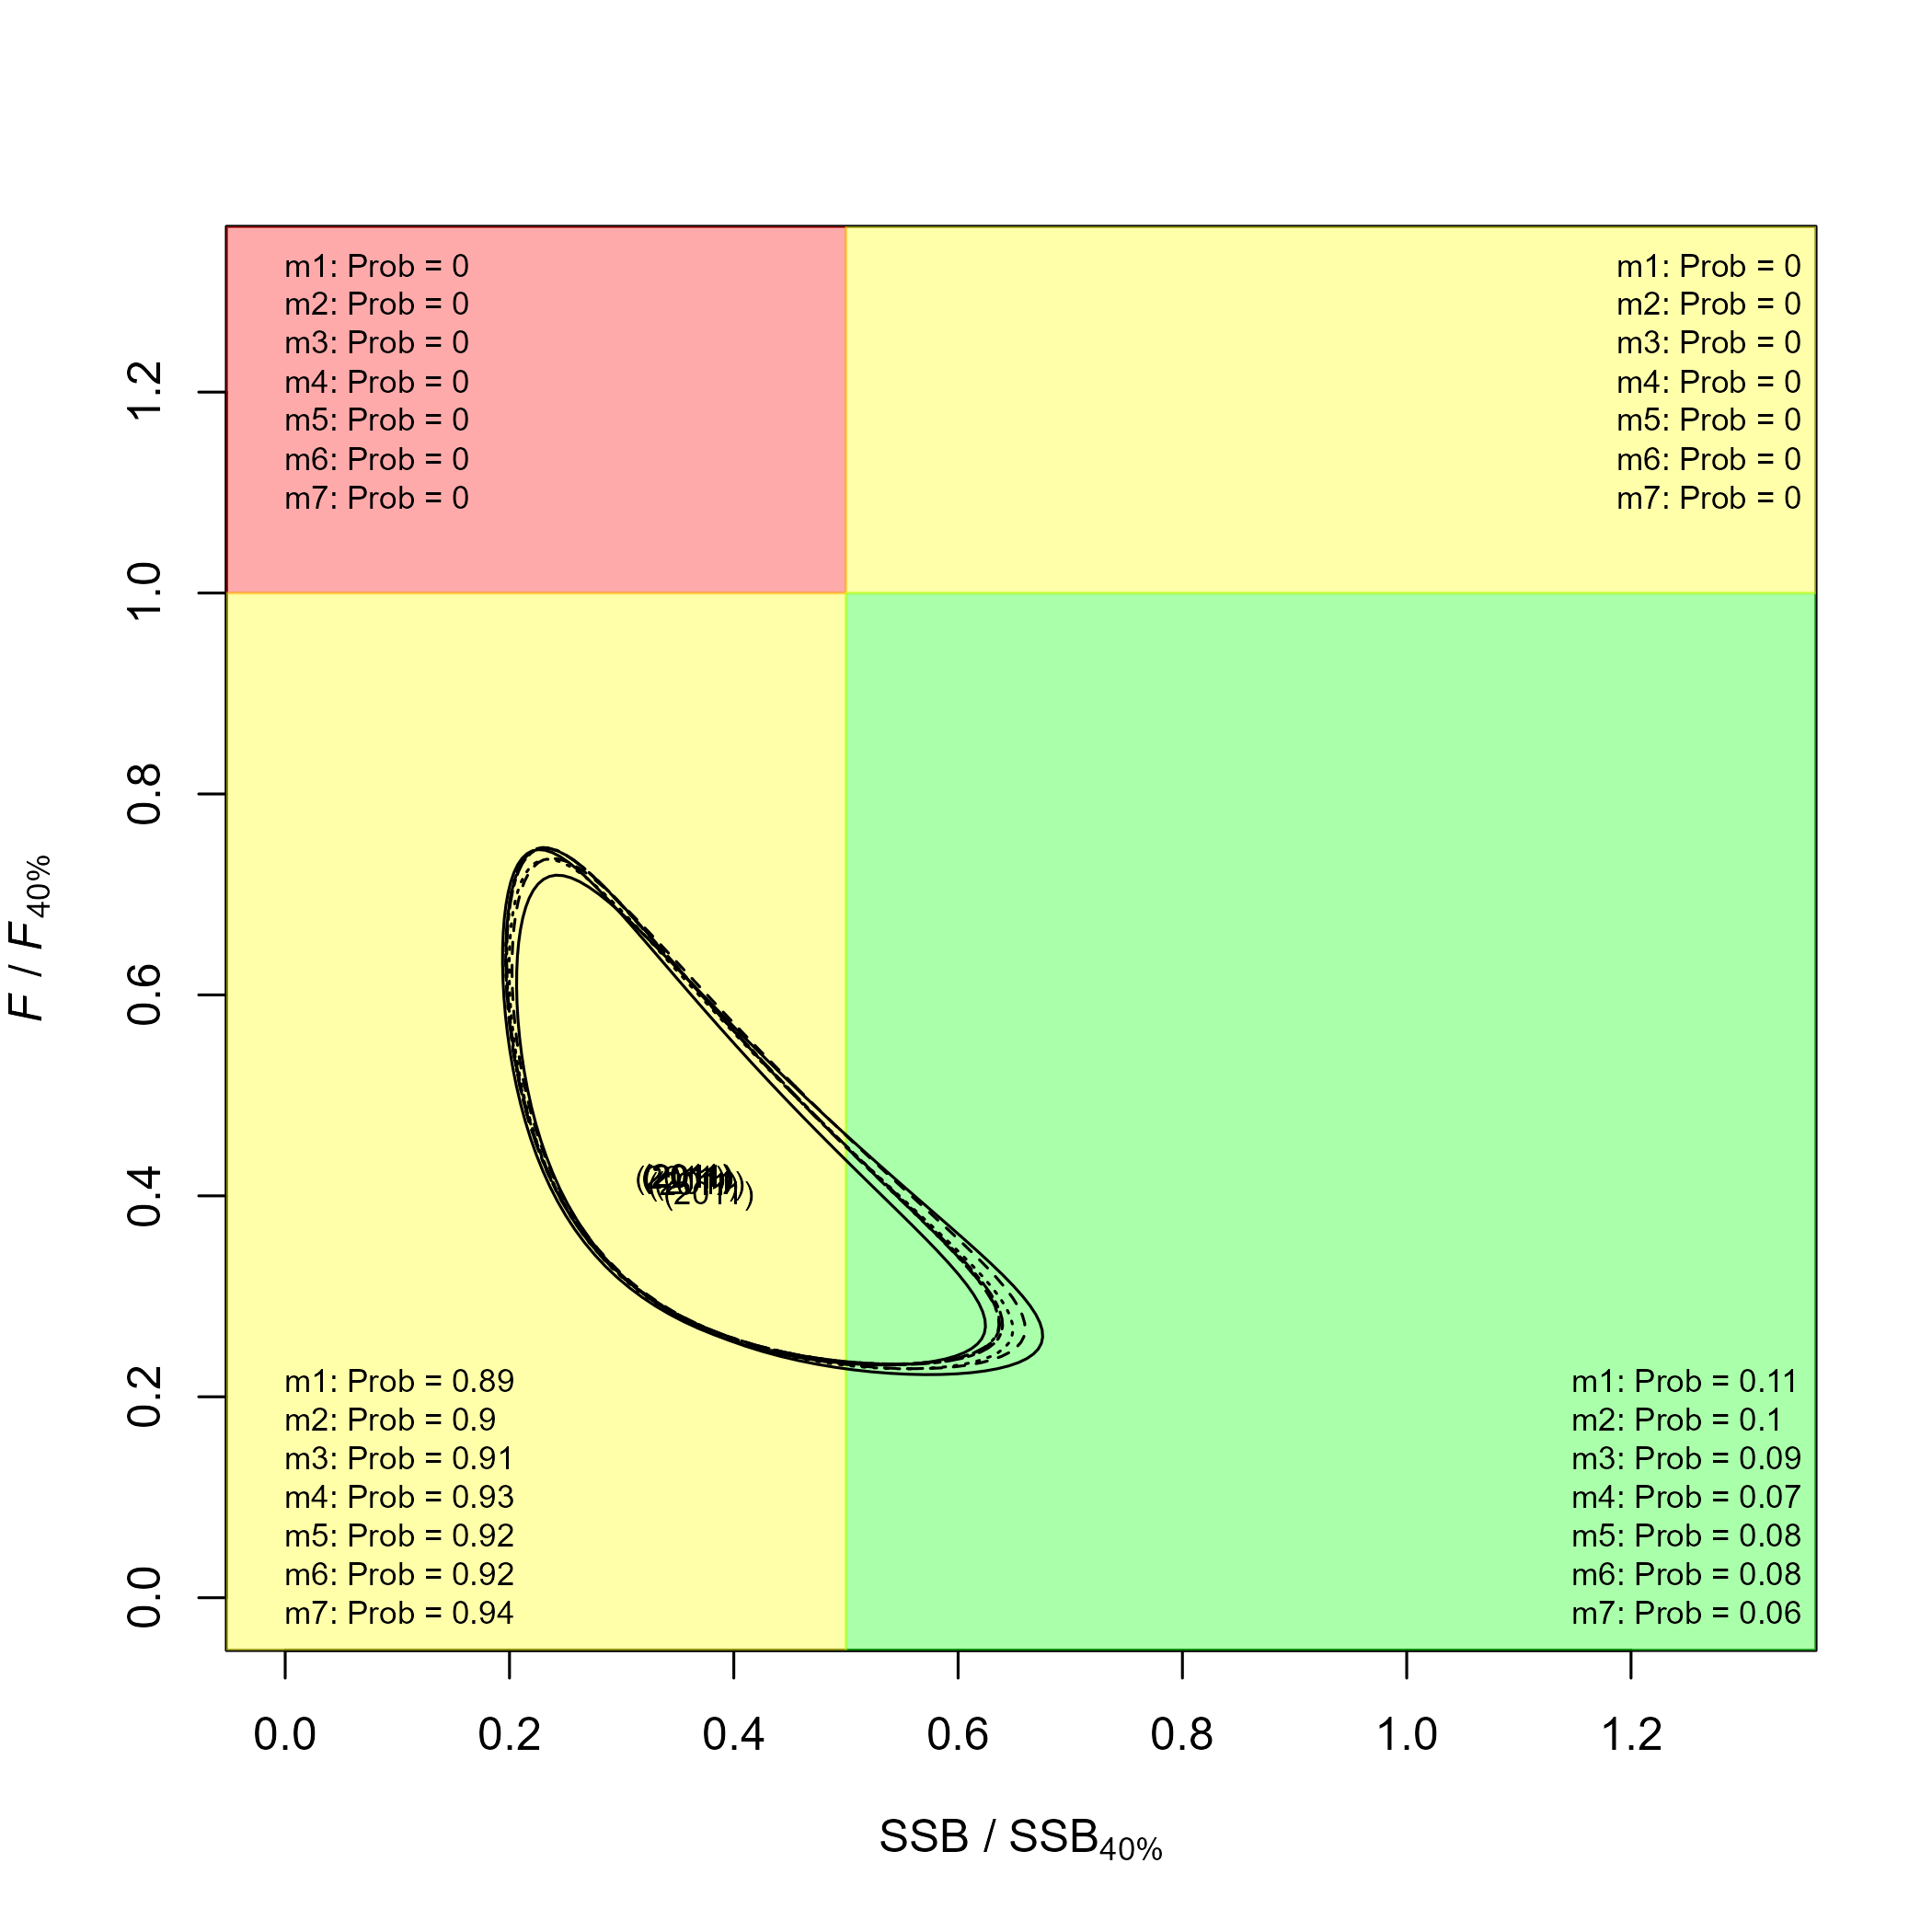 m1: Prob = 0
m2: Prob = 0
m3: Prob = 0
m4: Prob = 0
m5: Prob = 0
m6: Prob = 0
m7: Prob = 0
m1: Prob = 0
m2: Prob = 0
m3: Prob = 0
m4: Prob = 0
m5: Prob = 0
m6: Prob = 0
m7: Prob = 0
1.2
1.0
0.8
0.6
0.4
0.2
0.0
F / F40%
(2011)
m1: Prob = 0.89
m2: Prob = 0.9
m3: Prob = 0.91
m4: Prob = 0.93
m5: Prob = 0.92
m6: Prob = 0.92
m7: Prob = 0.94
m1: Prob = 0.11
m2: Prob = 0.1
m3: Prob = 0.09
m4: Prob = 0.07
m5: Prob = 0.08
m6: Prob = 0.08
m7: Prob = 0.06
0.0 0.2 0.4 0.6 0.8 1.0 1.2
SSB / SSB40%